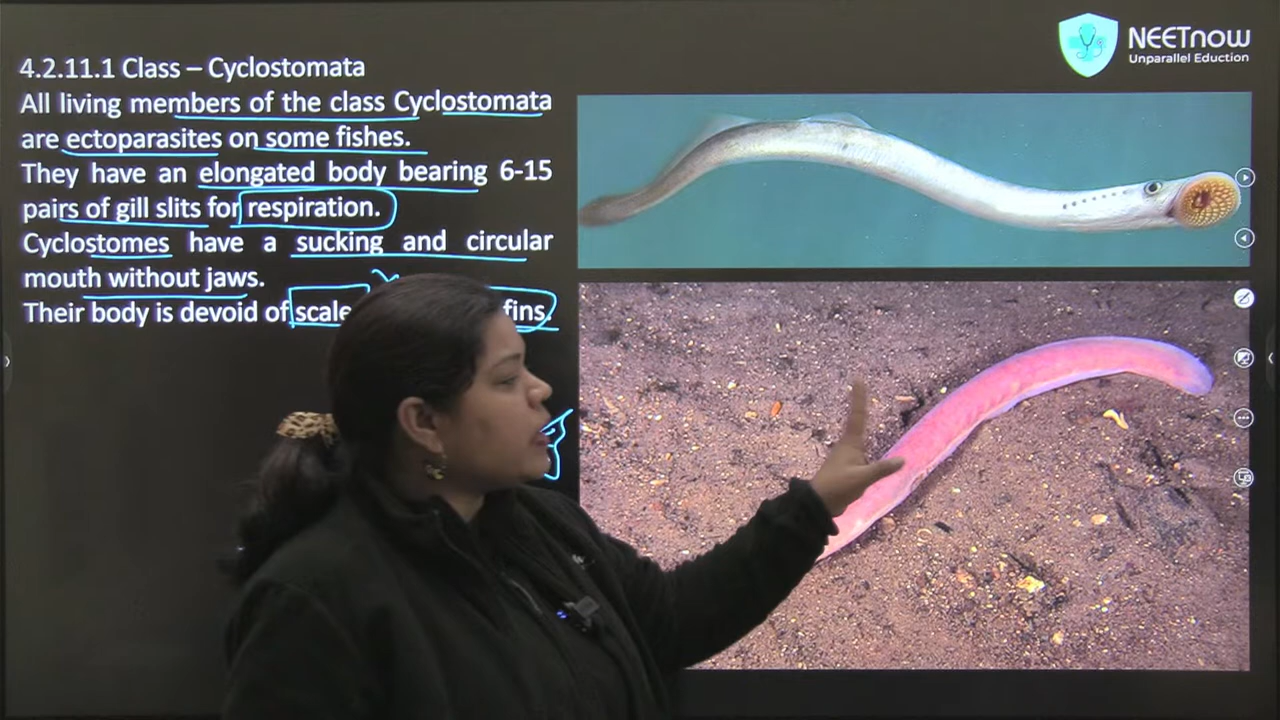 NEETnow
Unparallel Eduction
4.2.11.1 Class – Cyclostomata
All living members of the class Cyclostomata
are ectoparasites on some fishes.
They have an elongated body bearing 6-15
pairs of gill slits for respiration.
Cyclostomes have a sucking and circular
mouth without jaws.
Their body is devoid of scale fins.